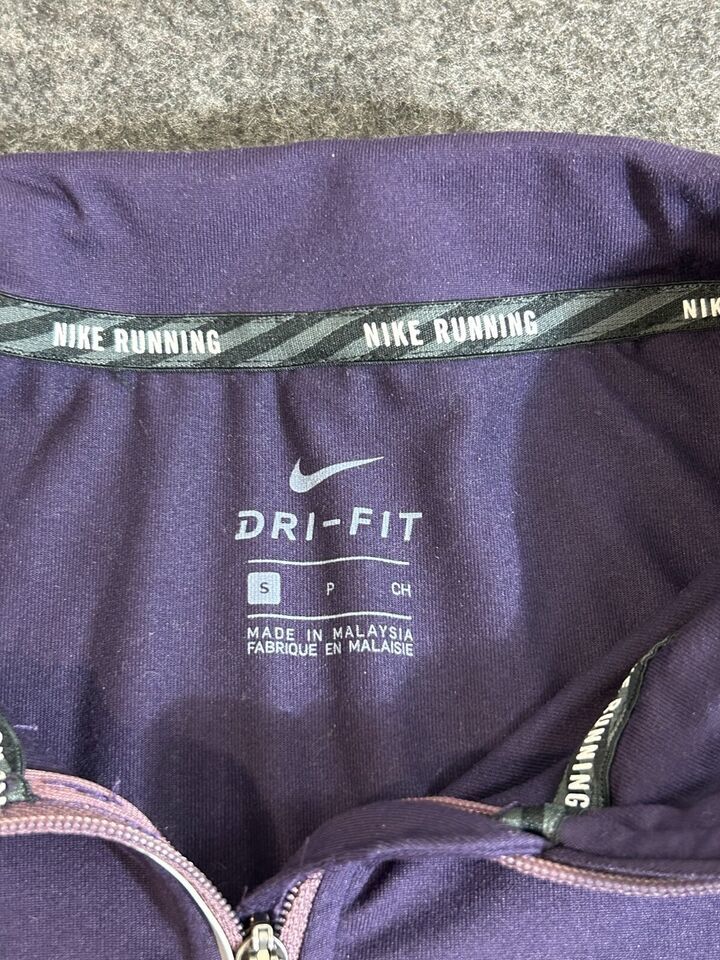 NIKE RUNNING NIKE RUNNING NIK
DRI-FIT
S P CH
MADE IN MALAYSIA
FABRIQUE EN MALAISIE
RUNNING